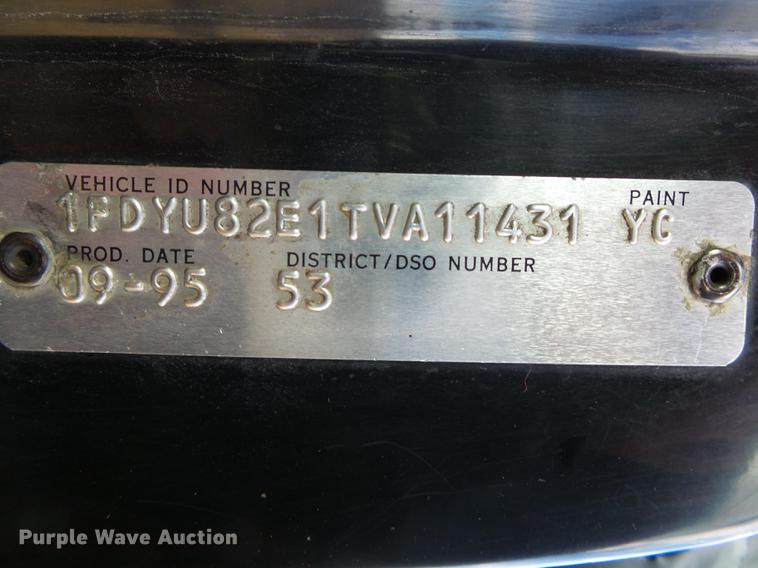 VEHICLE ID NUMBER PAINT
1FDYU82E1TVA11431 YC
PROD. DATE DISTRICT/DSO NUMBER
09-95 53
Purple Wave Auction